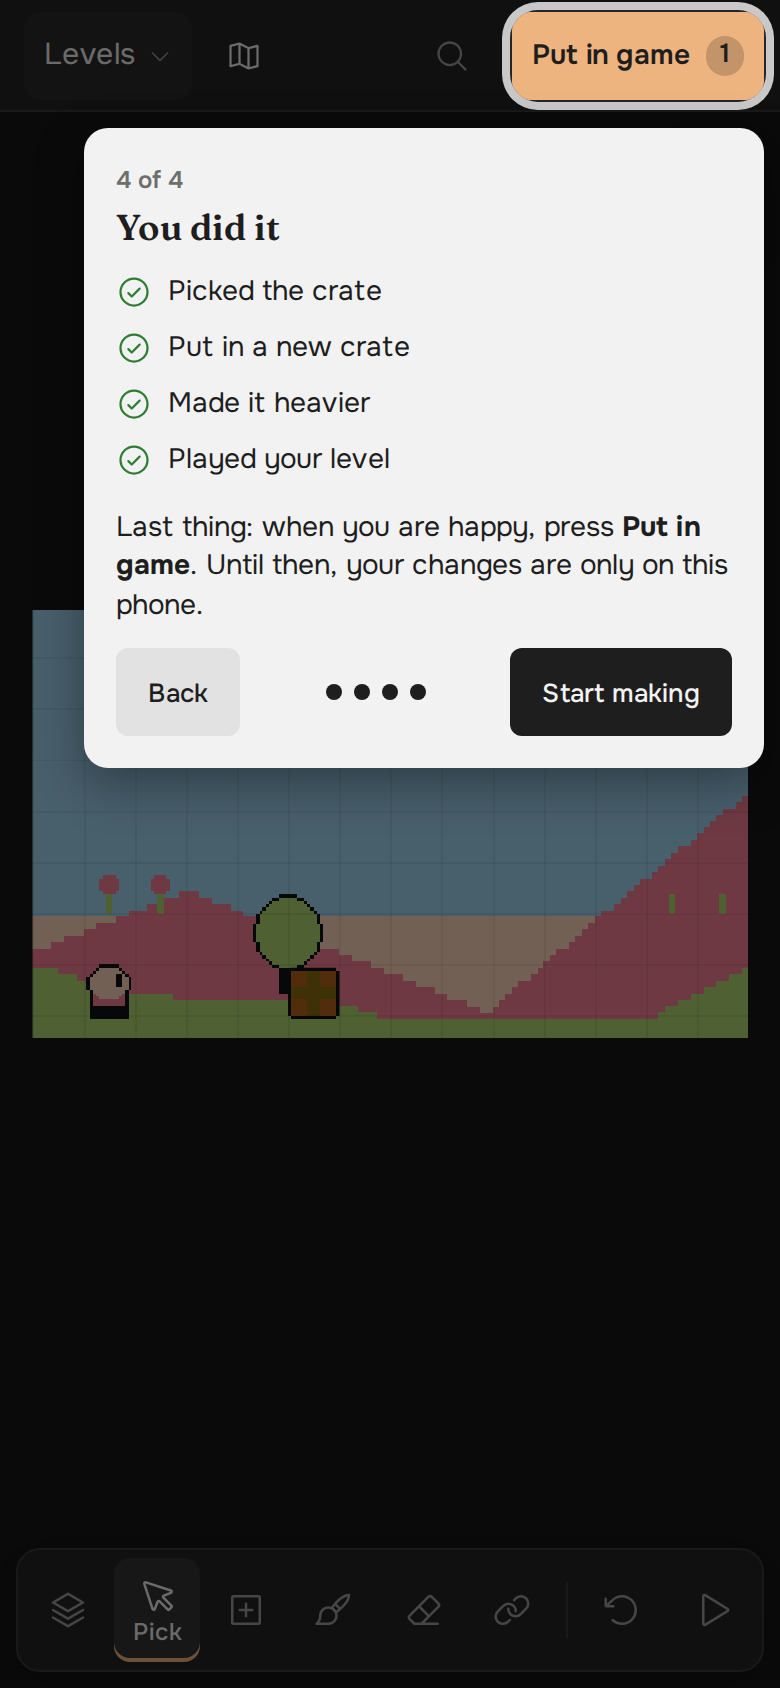 Levels
Put in game 1
4 of 4
You did it
Picked the crate
Put in a new crate
Made it heavier
Played your level
Last thing: when you are happy, press Put in
game. Until then, your changes are only on this
phone.
Back
Start making
Pick